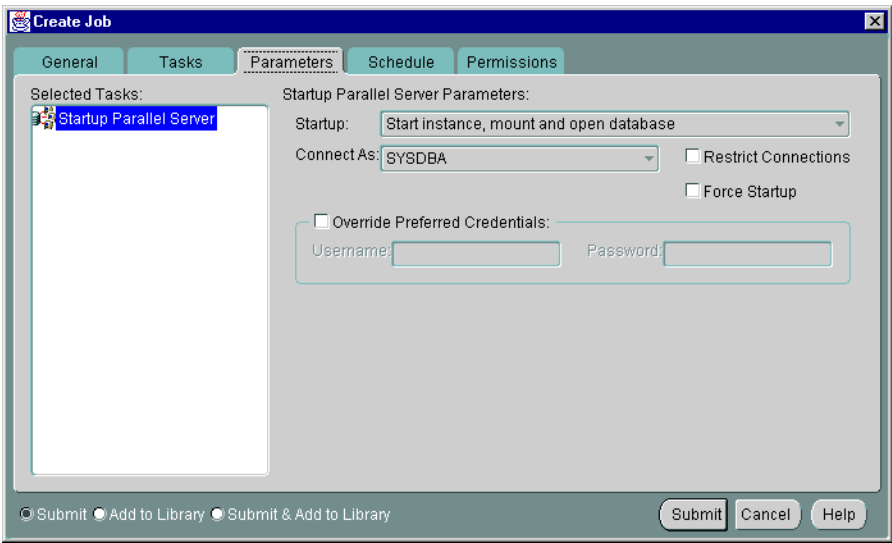 Create Job
General Tasks Parameters Schedule Permissions
Selected Tasks:
Startup Parallel Server
Startup Parallel Server Parameters:
Startup: Start instance, mount and open database
Connect As: SYSDBA
Restrict Connections
Force Startup
Override Preferred Credentials:
Username: Password:
Submit Add to Library Submit & Add to Library
Submit Cancel Help